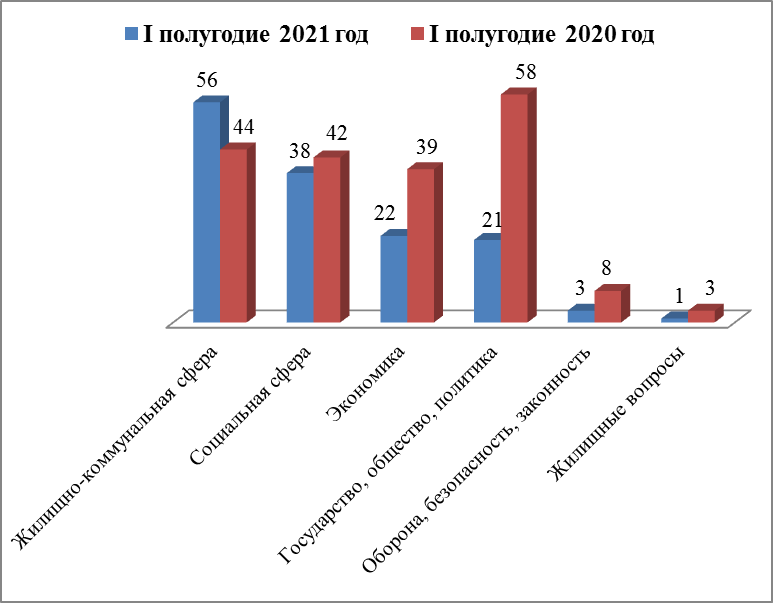 I полугодие 2021 год I полугодие 2020 год
56 44 38 42 22 39 21 58 3 8 1 3
Жилищно-коммунальная сфера
Социальная сфера
Экономика
Государство, общество, политика
Оборона, безопасность, законность
Жилищные вопросы